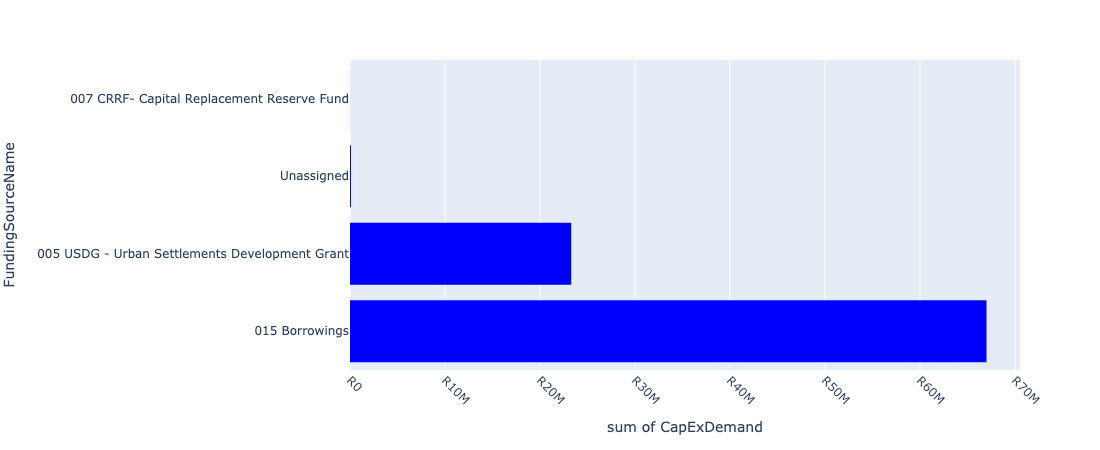 FundingSourceName
007 CRRF- Capital Replacement Reserve Fund
Unassigned
005 USDG - Urban Settlements Development Grant
015 Borrowings
R0
R10M
R20M
R30M
R40M
R50M
R60M
R70M
sum of CapExDemand